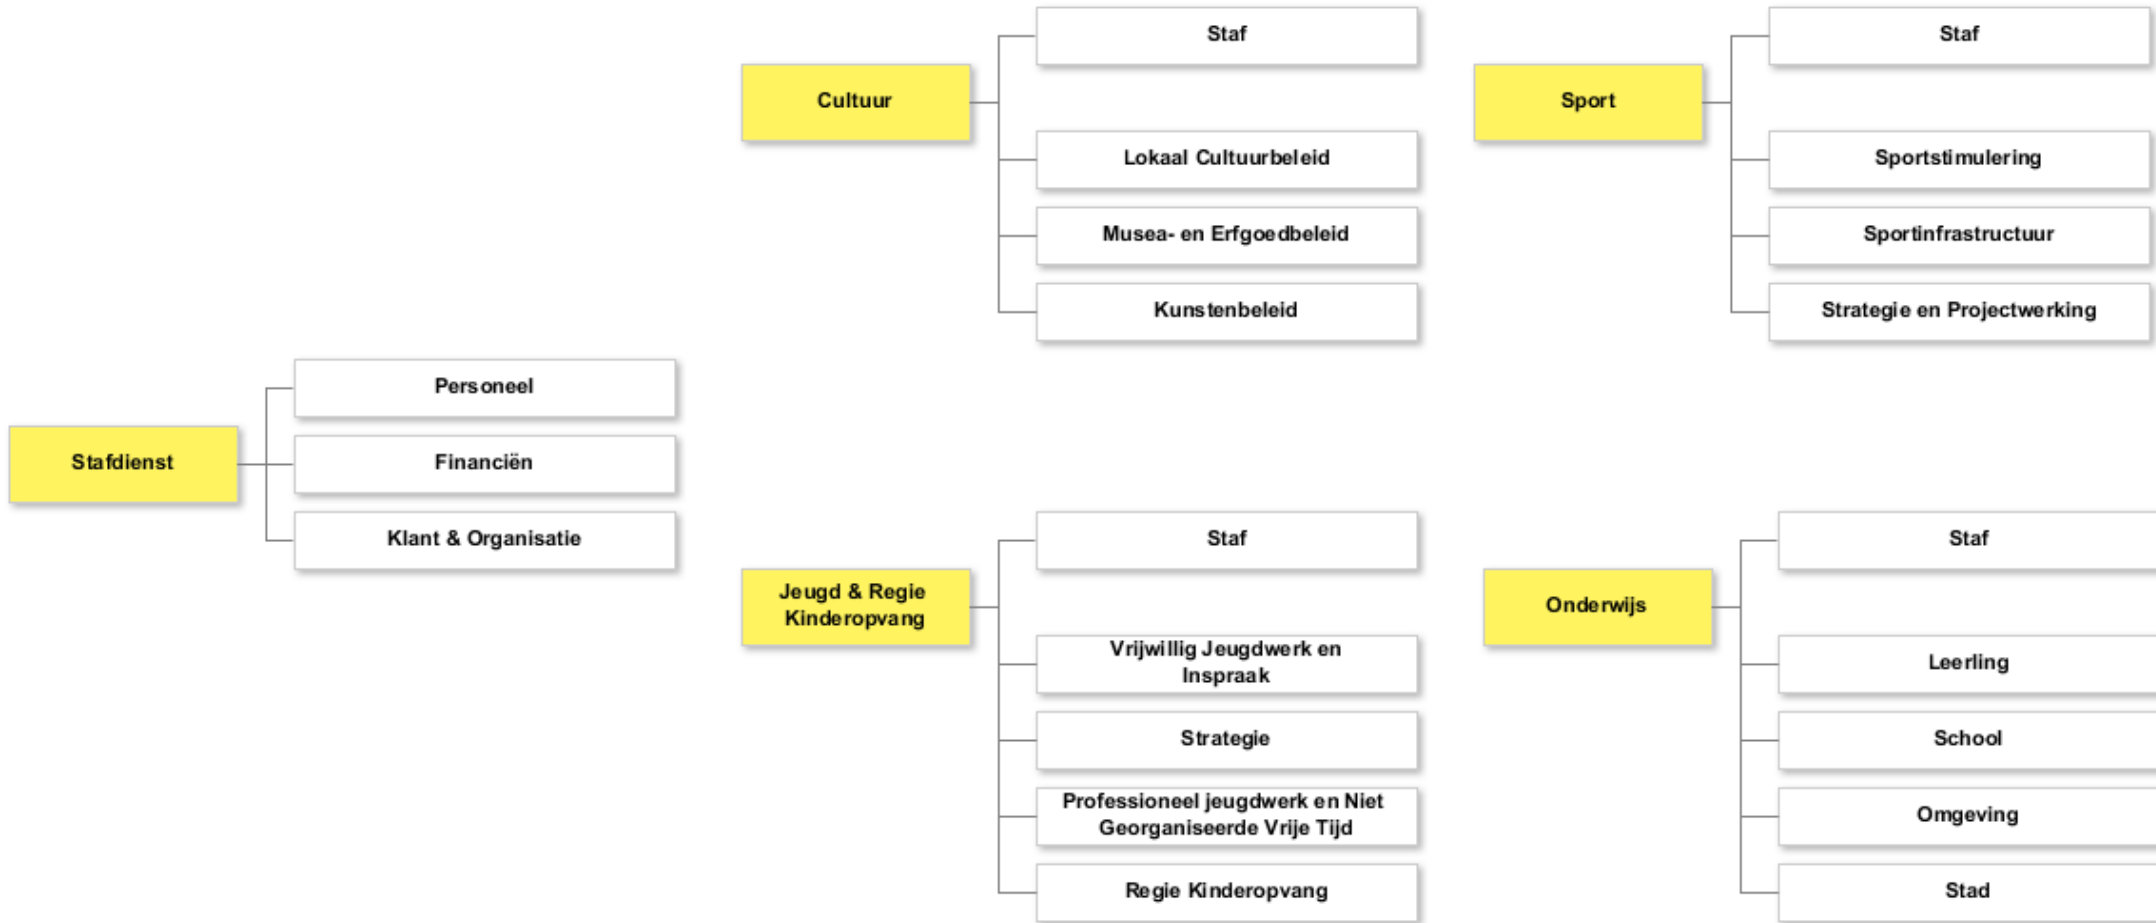 Stafdienst
Personeel
Financiën
Klant & Organisatie
Cultuur
Staf
Lokaal Cultuurbeleid
Musea- en Erfgoedbeleid
Kunstenbeleid
Sport
Staf
Sportstimulering
Sportinfrastructuur
Strategie en Projectwerking
Jeugd & Regie
Kinderopvang
Staf
Vrijwillig Jeugdwerk en
Inspraak
Strategie
Professioneel jeugdwerk en Niet
Georganiseerde Vrije Tijd
Regie Kinderopvang
Onderwijs
Staf
Leerling
School
Omgeving
Stad